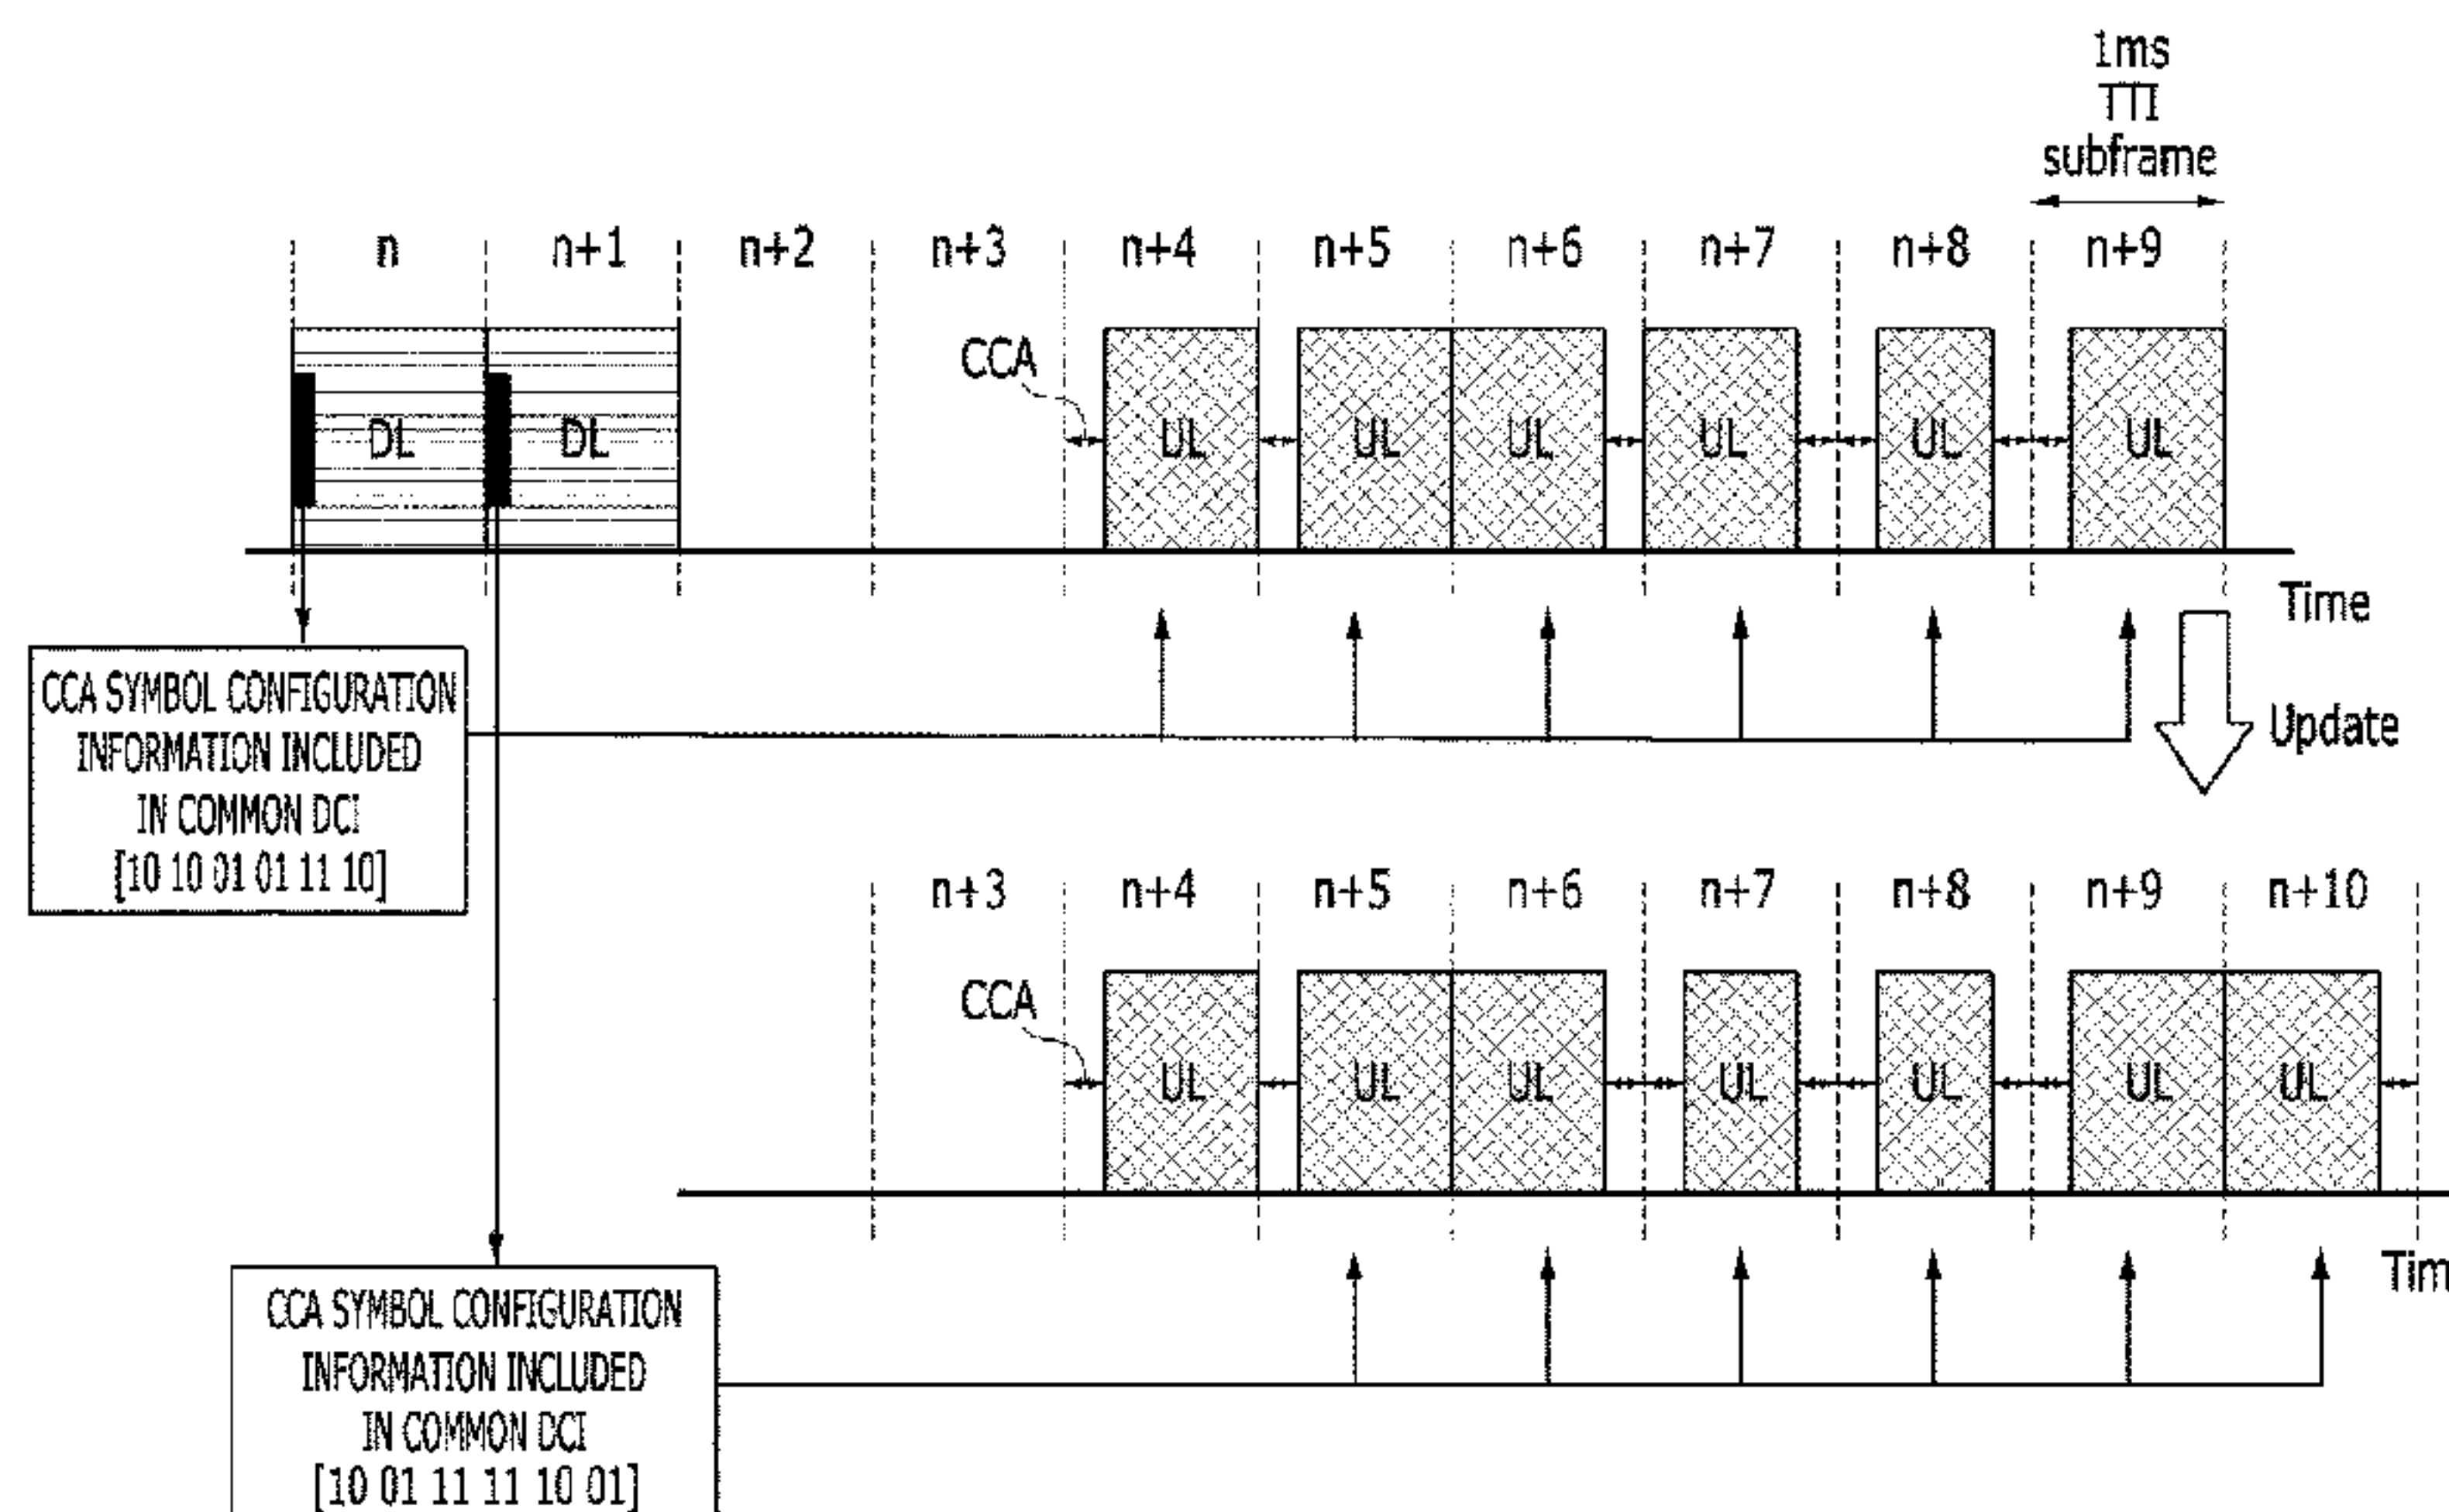 1ms
TTI
subframe
n n+1 n+2 n+3 n+4 n+5 n+6 n+7 n+8 n+9
CCA
DL DL UL UL UL UL UL UL
Time
CCA SYMBOL CONFIGURATION
INFORMATION INCLUDED
IN COMMON DCI
[10 10 01 01 11 10]
Update
n+3 n+4 n+5 n+6 n+7 n+8 n+9 n+10
CCA
UL UL UL UL UL UL UL
Tim
CCA SYMBOL CONFIGURATION
INFORMATION INCLUDED
IN COMMON DCI
[10 01 11 11 10 01]